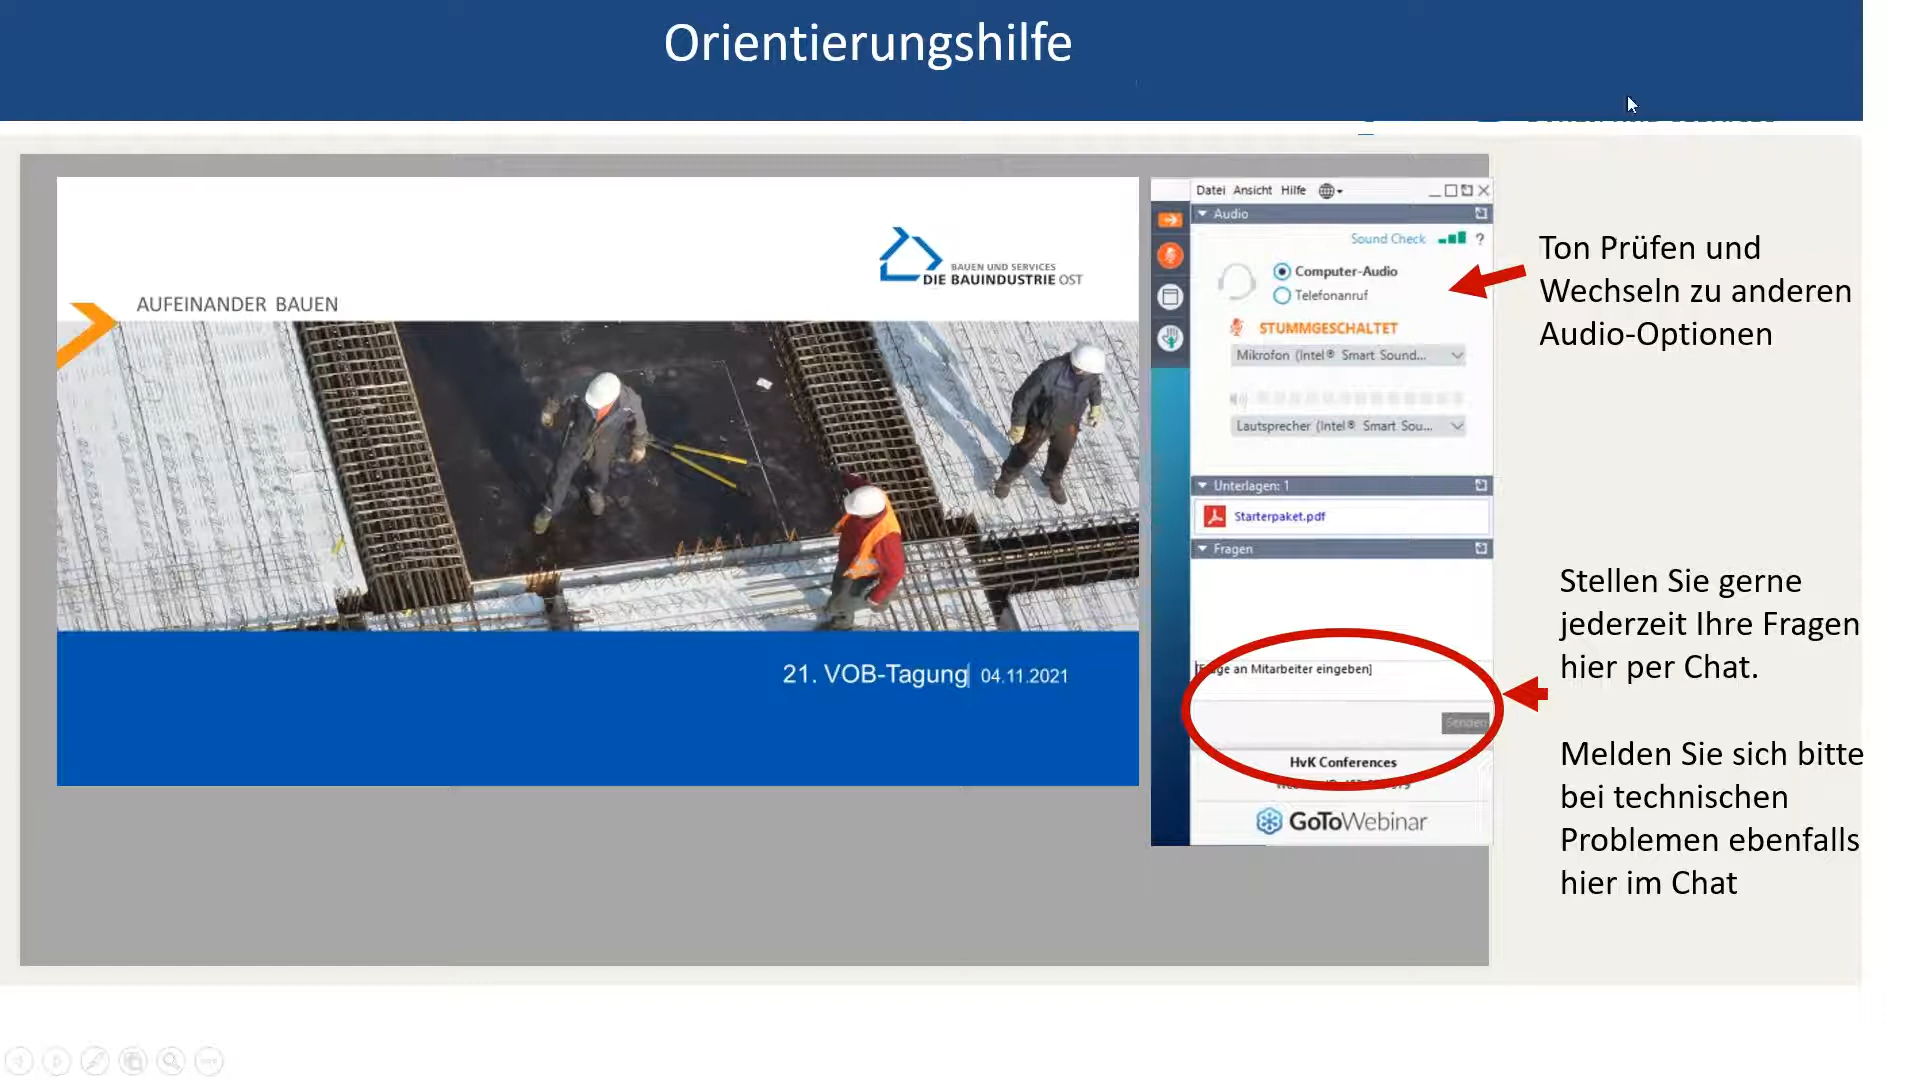 Orientierungshilfe
BAUEN UND SERVICES
DIE BAUINDUSTRIE OST
AUFEINANDER BAUEN
21. VOB-Tagung 04.11.2021
Datei Ansicht Hilfe
Audio
Sound Check ?
Computer-Audio
Telefonanruf
STUMMGESCHALTET
Mikrofon (Intel® Smart Sound...
Lautsprecher (Intel® Smart Sou...
Unterlagen: 1
Starterpaket.pdf
Fragen
an Mitarbeiter eingeben]
Senden
HvK Conferences
GoToWebinar
Ton Prüfen und
Wechseln zu anderen
Audio-Optionen
Stellen Sie gerne
jederzeit Ihre Fragen
hier per Chat.
Melden Sie sich bitte
bei technischen
Problemen ebenfalls
hier im Chat